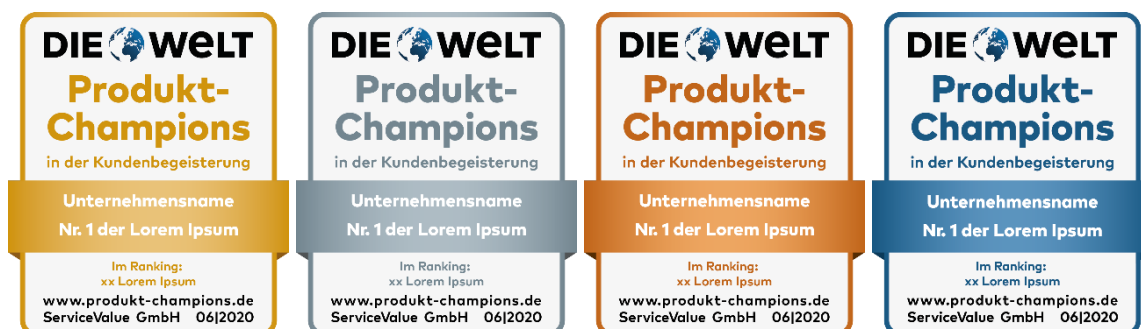 DIE WELT
Produkt-
Champions
in der Kundenbegeisterung
Unternehmensname
Nr. 1 der Lorem Ipsum
Im Ranking:
xx Lorem Ipsum
www.produkt-champions.de
ServiceValue GmbH 06|2020
DIE WELT
Produkt-
Champions
in der Kundenbegeisterung
Unternehmensname
Nr. 1 der Lorem Ipsum
Im Ranking:
xx Lorem Ipsum
www.produkt-champions.de
ServiceValue GmbH 06|2020
DIE WELT
Produkt-
Champions
in der Kundenbegeisterung
Unternehmensname
Nr. 1 der Lorem Ipsum
Im Ranking:
xx Lorem Ipsum
www.produkt-champions.de
ServiceValue GmbH 06|2020
DIE WELT
Produkt-
Champions
in der Kundenbegeisterung
Unternehmensname
Nr. 1 der Lorem Ipsum
Im Ranking:
xx Lorem Ipsum
www.produkt-champions.de
ServiceValue GmbH 06|2020